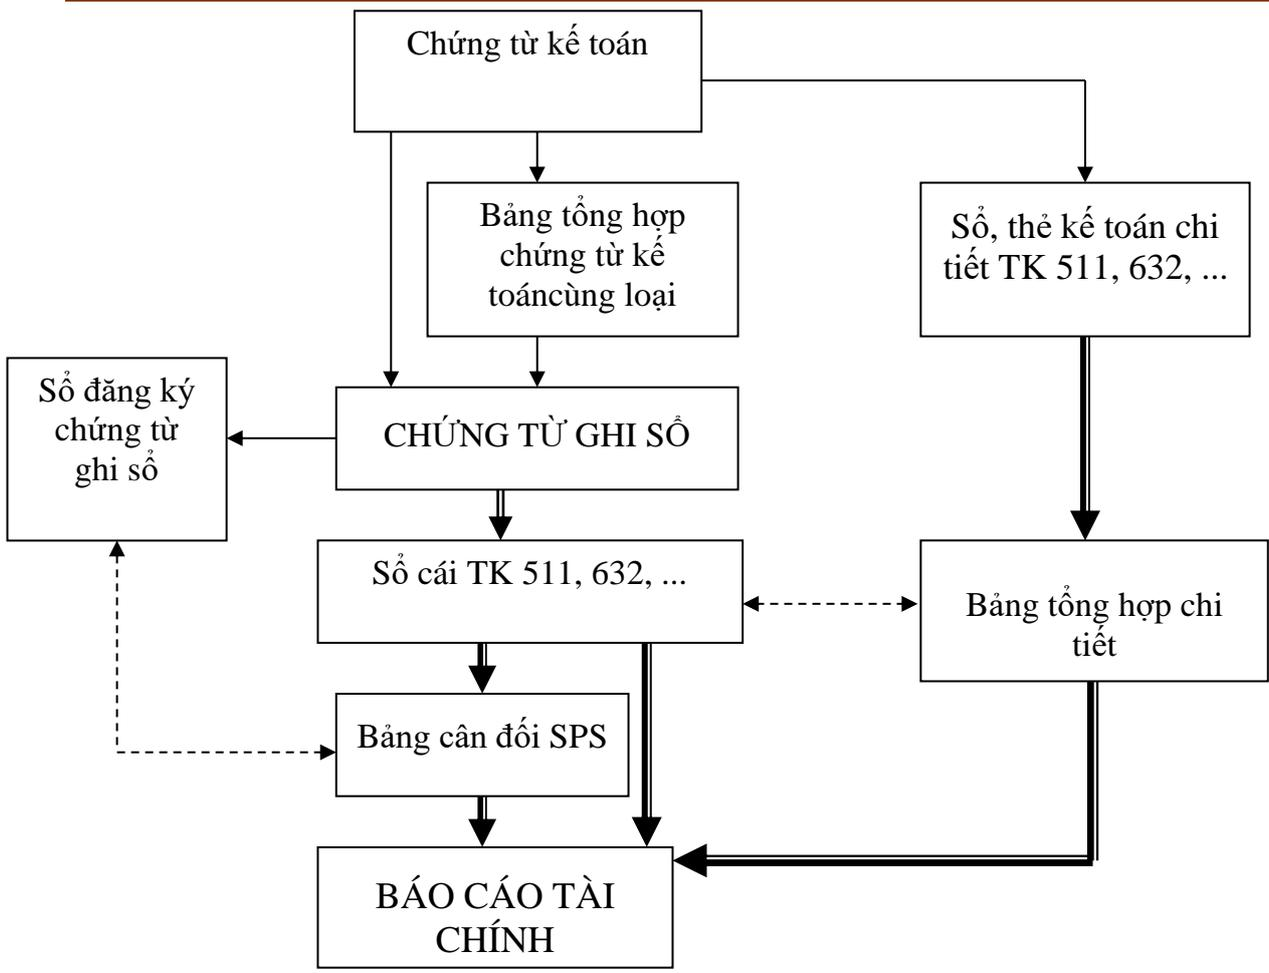 Chứng từ kế toán
Bảng tổng hợp
chứng từ kế
toáncùng loại
Sổ, thẻ kế toán chi
tiết TK 511, 632, ...
Sổ đăng ký
chứng từ
ghi sổ
CHỨNG TỪ GHI SỔ
Sổ cái TK 511, 632, ...
Bảng tổng hợp chi
tiết
Bảng cân đối SPS
BÁO CÁO TÀI
CHÍNH